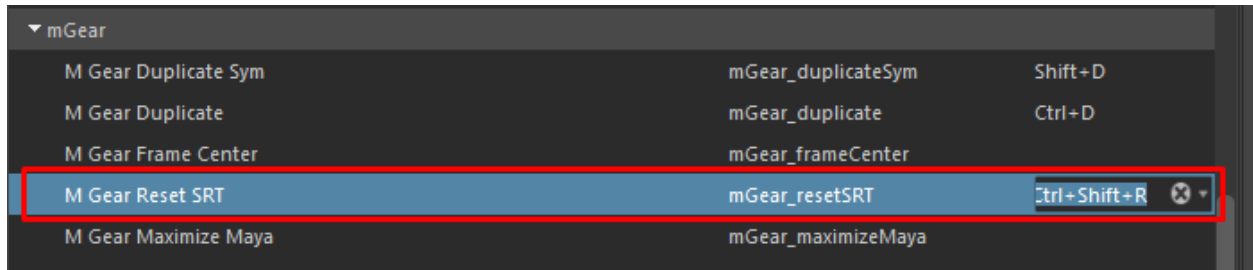 mGear
M Gear Duplicate Sym mGear_duplicateSym Shift+D
M Gear Duplicate mGear_duplicate Ctrl+D
M Gear Frame Center mGear_frameCenter
M Gear Reset SRT mGear_resetSRT Ctrl+Shift+R
M Gear Maximize Maya mGear_maximizeMaya